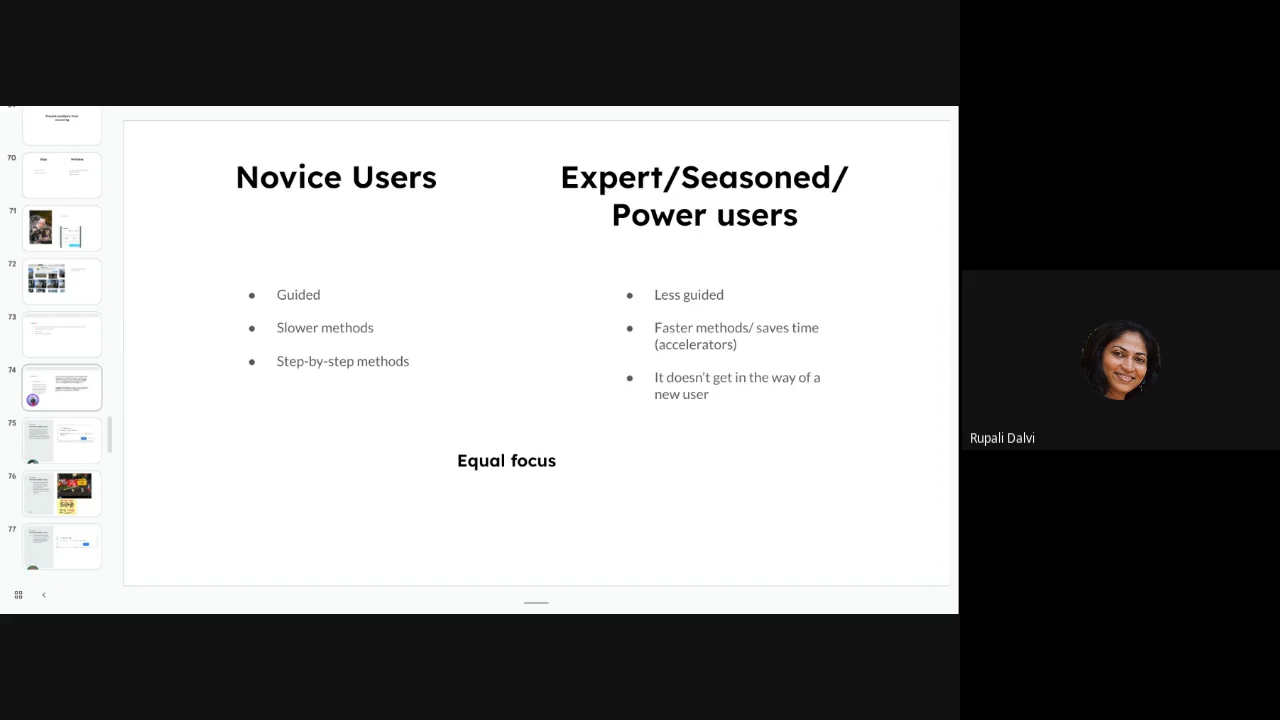 Novice Users
Expert/Seasoned/
Power users
Guided
Slower methods
Step-by-step methods
Less guided
Faster methods/ saves time
(accelerators)
It doesn't get in the way of a
new user
Equal focus
70
71
72
73
74
75
76
77
Rupali Dalvi